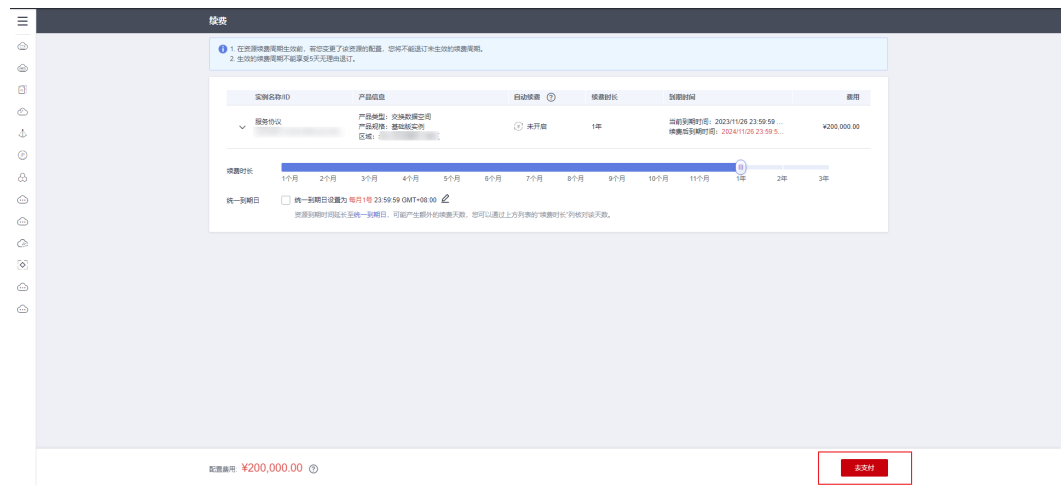 续费
1. 在资源续费周期生效前，若您变更了该资源的配置，您将不能退订未生效的续费周期。
2. 生效的续费周期不能享受5天无理由退订。
实例名称/ID 产品信息 自动续费 续费时长 到期时间 费用
服务协议
产品类型：交换数据空间
产品规格：基础版实例
区域：
未开启
1年
当前到期时间：2023/11/26 23:59:59 ...
续费后到期时间：2024/11/26 23:59:5...
¥200,000.00
续费时长
1个月 2个月 3个月 4个月 5个月 6个月 7个月 8个月 9个月 10个月 11个月 1年 2年 3年
统一到期日 统一到期日设置为 每月1号 23:59:59 GMT+08:00
资源到期时间延长至统一到期日，可能产生额外的续费天数，您可以通过上方列表的“续费时长”列核对该天数。
配置费用: ¥200,000.00
去支付